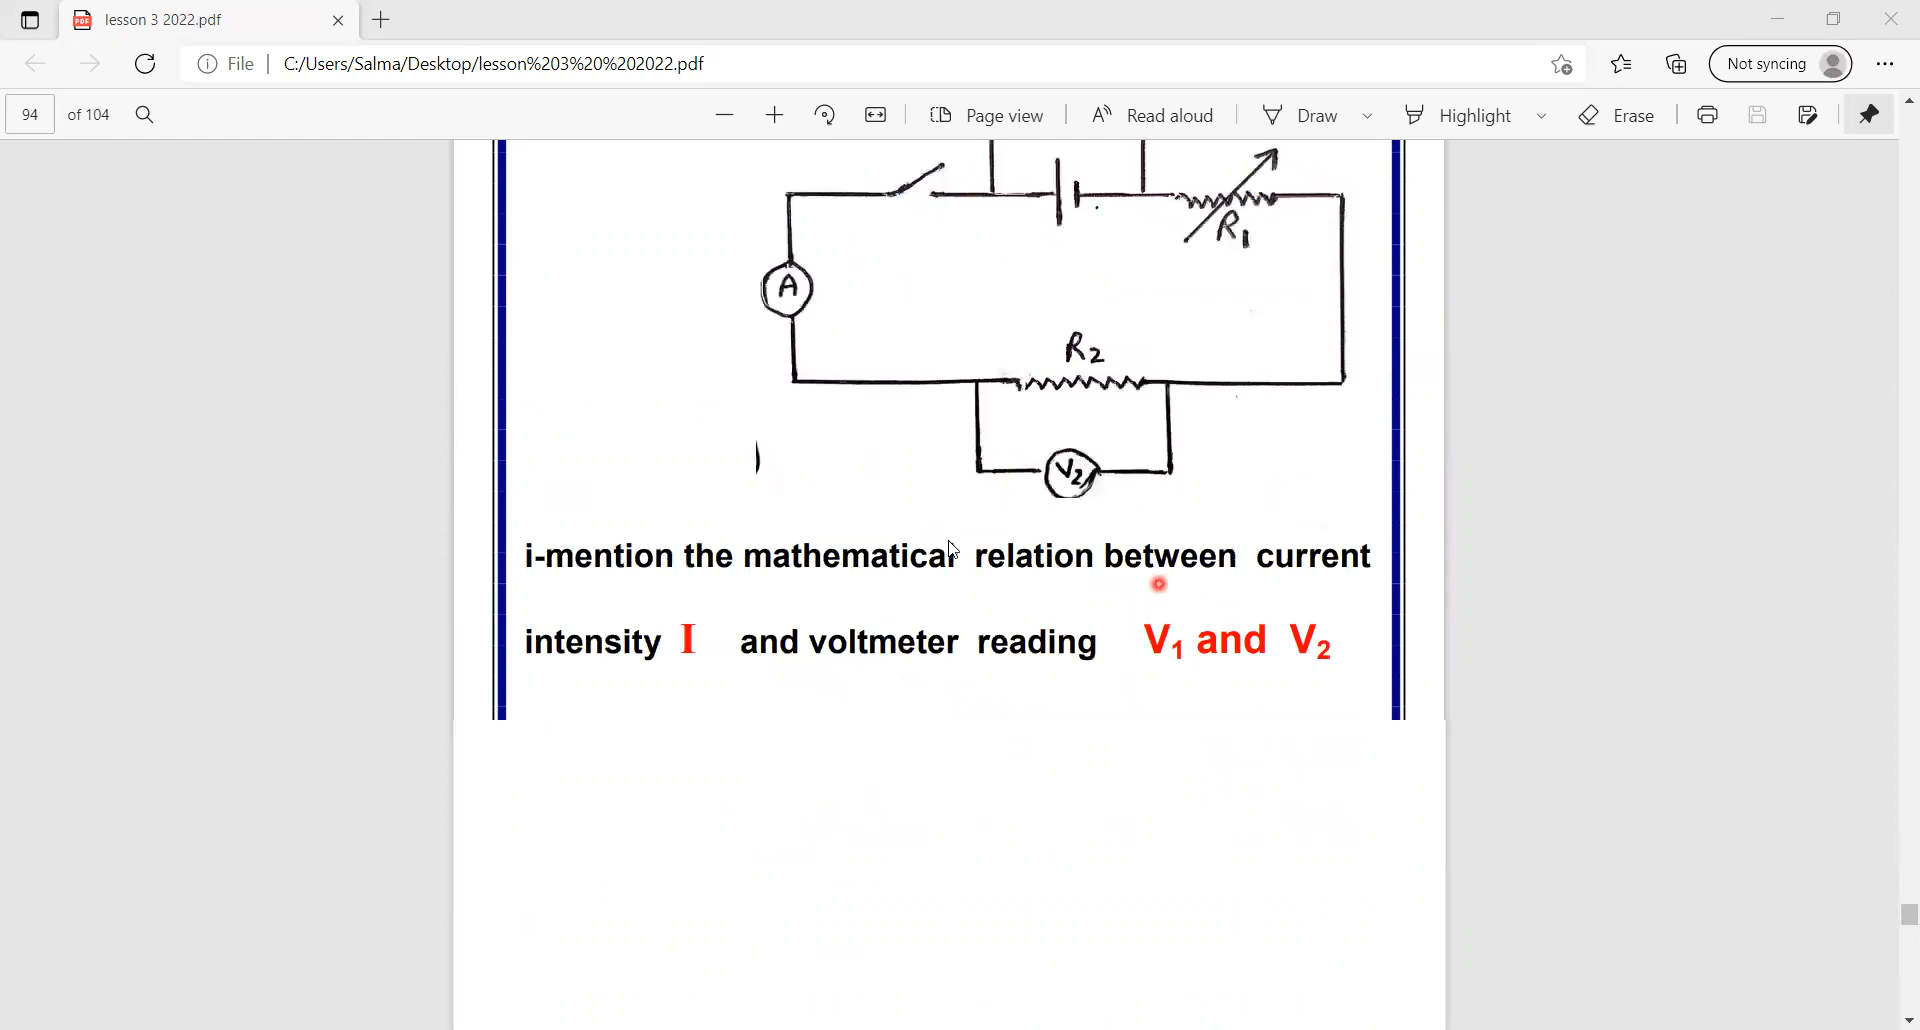 lesson 3 2022.pdf
File
C:/Users/Salma/Desktop/lesson%203%20%202022.pdf
Not syncing
94 of 104
Page view
Read aloud
Draw
Highlight
Erase
R1
A
R2
V2
i-mention the mathematical relation between current
intensity I and voltmeter reading V₁ and V₂